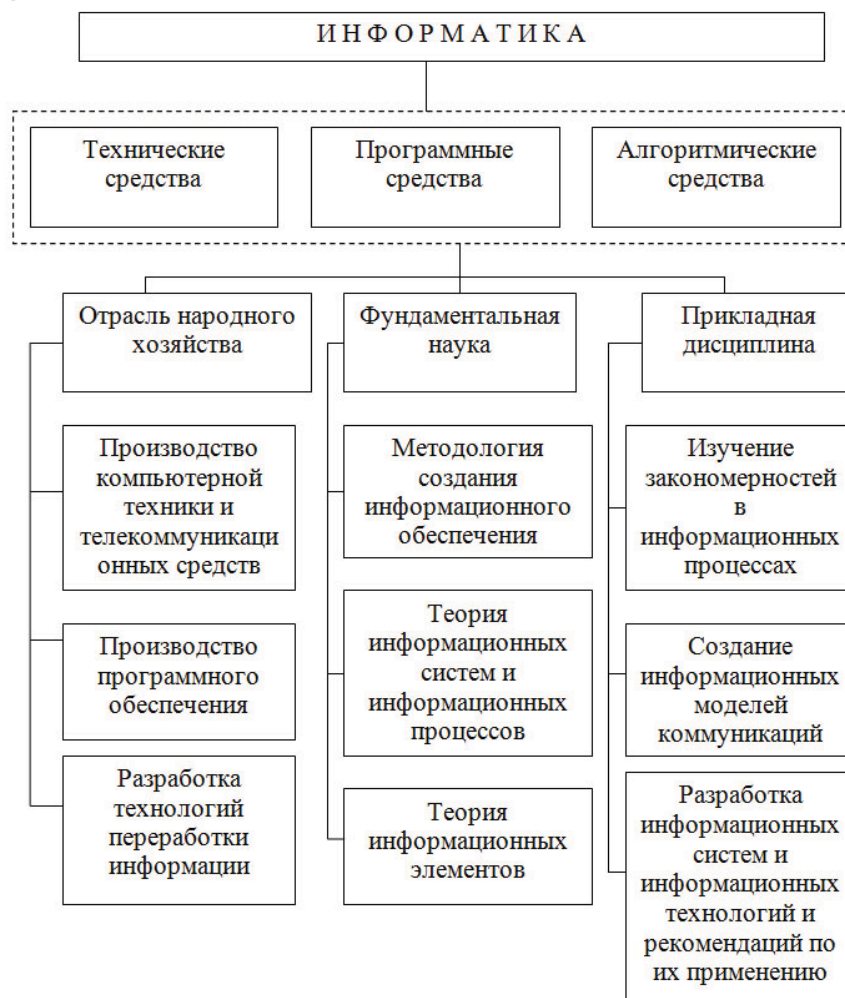 ИНФОРМАТИКА
Технические
средства
Программные
средства
Алгоритмические
средства
Отрасль народного
хозяйства
Фундаментальная
наука
Прикладная
дисциплина
Производство
компьютерной
техники и
телекоммуникаци
онных средств
Методология
создания
информационного
обеспечения
Изучение
закономерностей
в
информационных
процессах
Производство
программного
обеспечения
Теория
информационных
систем и
информационных
процессов
Создание
информационных
моделей
коммуникаций
Разработка
технологий
переработки
информации
Теория
информационных
элементов
Разработка
информационных
систем и
информационных
технологий и
рекомендаций по
их применению